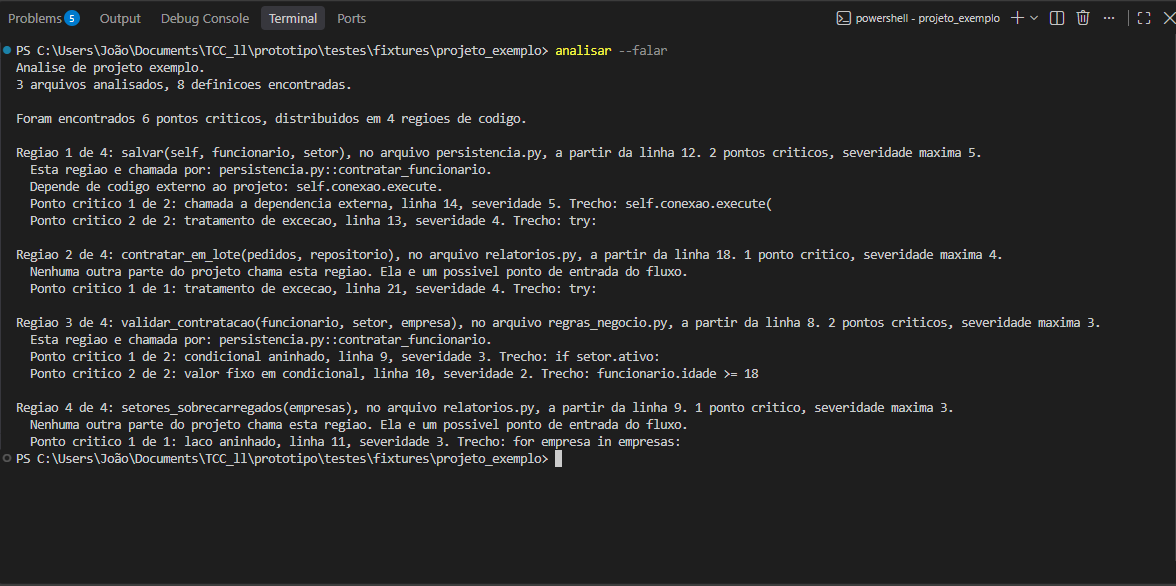 Problems 5 Output Debug Console Terminal Ports powershell - projeto_exemplo
PS C:\Users\João\Documents\TCC_ll\prototipo\testes\fixtures\projeto_exemplo> analisar --falar
Analise de projeto exemplo.
3 arquivos analisados, 8 definicoes encontradas.
Foram encontrados 6 pontos criticos, distribuidos em 4 regioes de codigo.
Regiao 1 de 4: salvar(self, funcionario, setor), no arquivo persistencia.py, a partir da linha 12. 2 pontos criticos, severidade maxima 5.
Esta regiao e chamada por: persistencia.py::contratar_funcionario.
Depende de codigo externo ao projeto: self.conexao.execute.
Ponto critico 1 de 2: chamada a dependencia externa, linha 14, severidade 5. Trecho: self.conexao.execute(
Ponto critico 2 de 2: tratamento de excecao, linha 13, severidade 4. Trecho: try:
Regiao 2 de 4: contratar_em_lote(pedidos, repositorio), no arquivo relatorios.py, a partir da linha 18. 1 ponto critico, severidade maxima 4.
Nenhuma outra parte do projeto chama esta regiao. Ela e um possivel ponto de entrada do fluxo.
Ponto critico 1 de 1: tratamento de excecao, linha 21, severidade 4. Trecho: try:
Regiao 3 de 4: validar_contratacao(funcionario, setor, empresa), no arquivo regras_negocio.py, a partir da linha 8. 2 pontos criticos, severidade maxima 3.
Esta regiao e chamada por: persistencia.py::contratar_funcionario.
Ponto critico 1 de 2: condicional aninhado, linha 9, severidade 3. Trecho: if setor.ativo:
Ponto critico 2 de 2: valor fixo em condicional, linha 10, severidade 2. Trecho: funcionario.idade >= 18
Regiao 4 de 4: setores_sobrecarregados(empresas), no arquivo relatorios.py, a partir da linha 9. 1 ponto critico, severidade maxima 3.
Nenhuma outra parte do projeto chama esta regiao. Ela e um possivel ponto de entrada do fluxo.
Ponto critico 1 de 1: laco aninhado, linha 11, severidade 3. Trecho: for empresa in empresas:
PS C:\Users\João\Documents\TCC_ll\prototipo\testes\fixtures\projeto_exemplo>